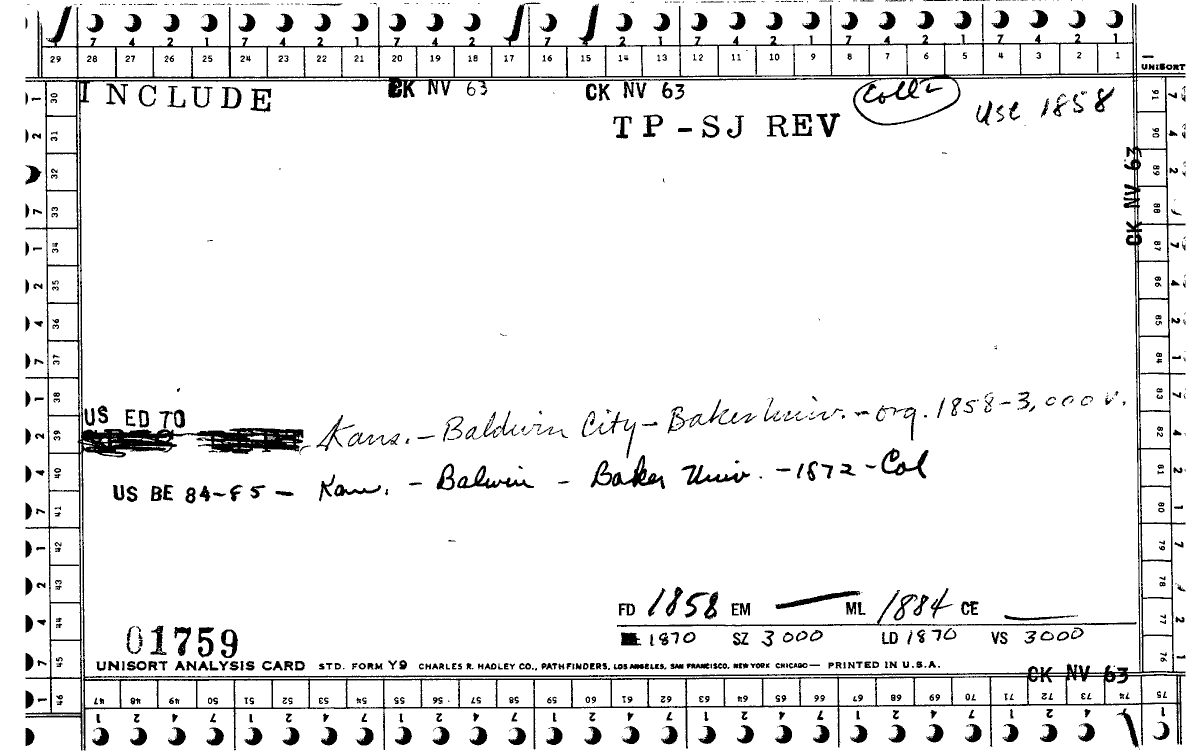 7 4 2 1 7 4 2 1 7 4 2 1 7 4 2 1 7 4 2 1 7 4 2 1 7 4 2 1
29 28 27 26 25 24 23 22 21 20 19 18 17 16 15 14 13 12 11 10 9 8 7 6 5 4 3 2 1
UNISORT
INCLUDE CK NV 63 CK NV 63 Coll Use 1858
TP-SJ REV
CK NV 63
US ED 70
Kans. - Baldwin City - Baker Univ. - org. 1858 - 3,000 v.
US BE 84-85 - Kan. - Balwin - Baker Univ. - 1872 - Col
FD 1858 EM — ML 1884 CE —
1870 SZ 3000 LD 1870 VS 3000
01759
UNISORT ANALYSIS CARD STD. FORM Y9 CHARLES R. HADLEY CO., PATHFINDERS, LOS ANGELES, SAN FRANCISCO, NEW YORK CHICAGO — PRINTED IN U.S.A.
CK NV 63
30 31 32 33 34 35 36 37 38 39 40 41 42 43 44 45 46
91 90 89 88 87 86 85 84 83 82 81 80 79 78 77 76
47 48 49 50 51 52 53 54 55 56 57 58 59 60 61 62 63 64 65 66 67 68 69 70 71 72 73 74 75